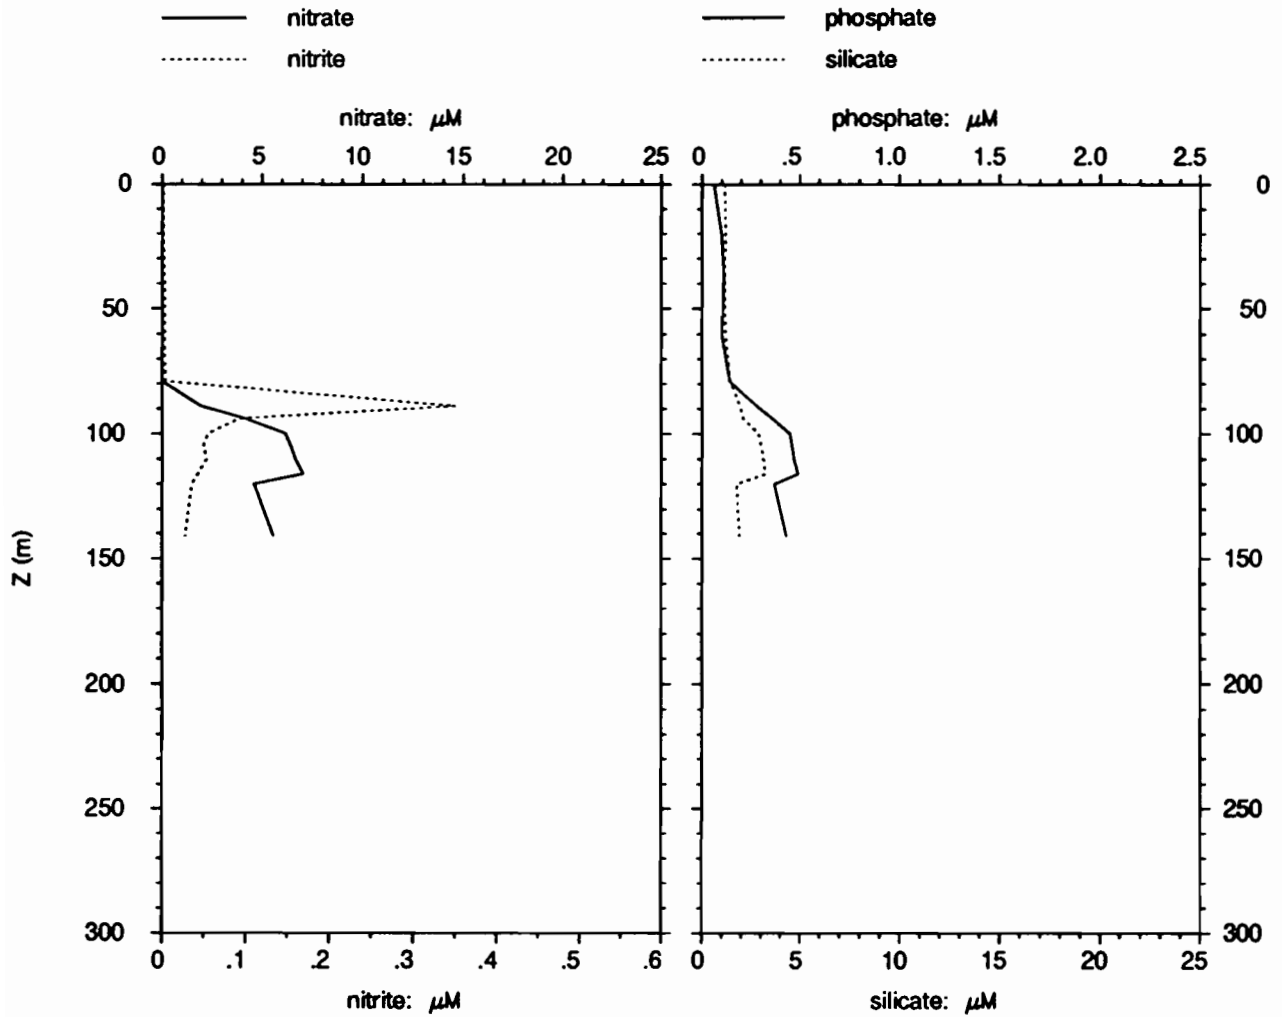 nitrate phosphate
nitrite silicate
nitrate: μM phosphate: μM
0 5 10 15 20 25 0 .5 1.0 1.5 2.0 2.5
0 0
50 50
100 100
Z (m)
150 150
200 200
250 250
300 300
0 .1 .2 .3 .4 .5 .6 0 5 10 15 20 25
nitrite: μM silicate: μM